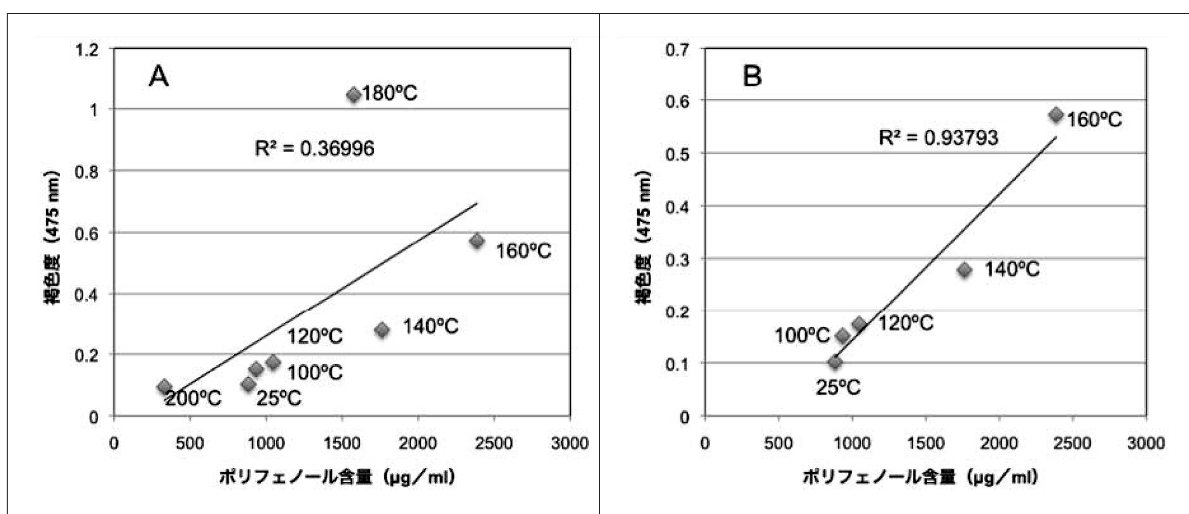 A
1.2
1
0.8
0.6
0.4
0.2
0
褐色度（475 nm）
180ºC
R² = 0.36996
160ºC
140ºC
120ºC
100ºC
25ºC
200ºC
0 500 1000 1500 2000 2500 3000
ポリフェノール含量（μg／ml）
B
0.7
0.6
0.5
0.4
0.3
0.2
0.1
0
褐色度（475 nm）
160ºC
R² = 0.93793
140ºC
120ºC
100ºC
25ºC
0 500 1000 1500 2000 2500 3000
ポリフェノール含量（μg／ml）